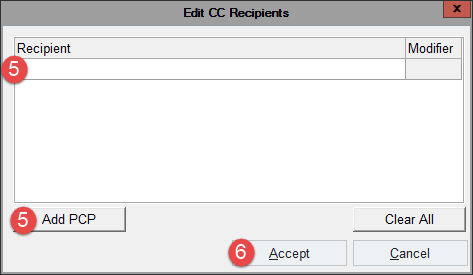 Edit CC Recipients
x
Recipient Modifier
5
5 Add PCP Clear All
6 Accept Cancel